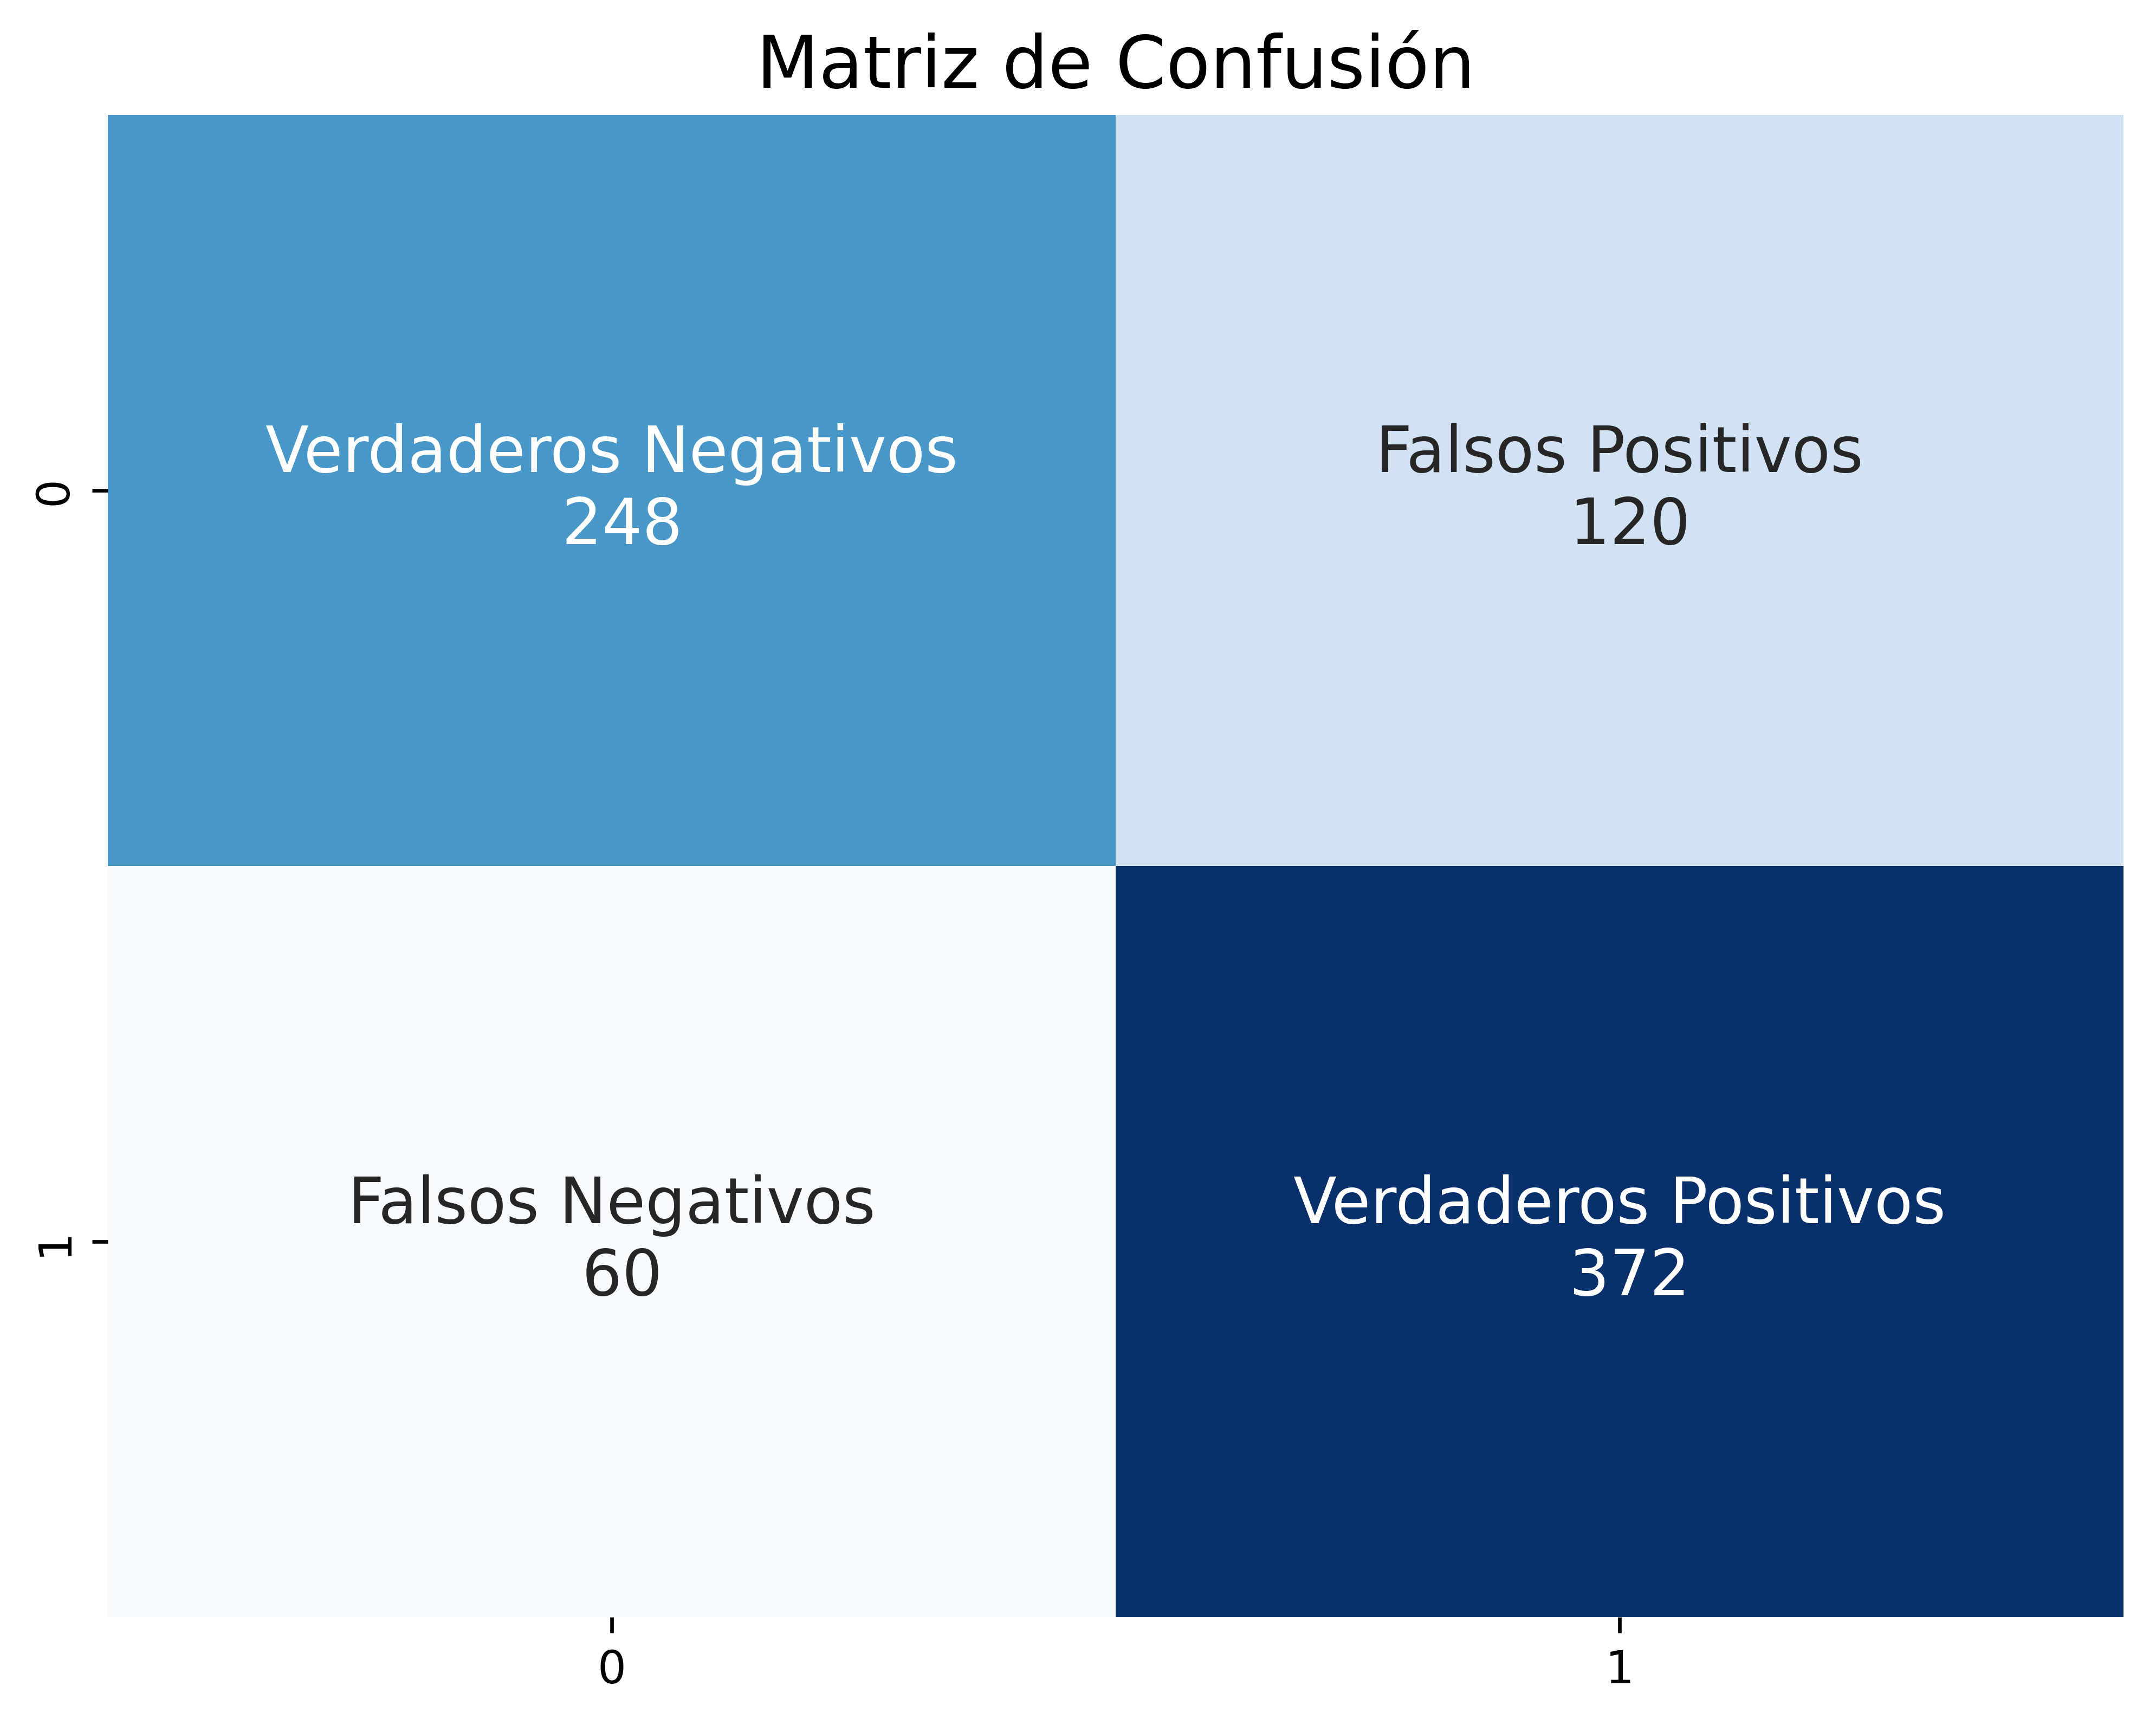 Matriz de Confusión
Verdaderos Negativos
248
Falsos Positivos
120
0
Falsos Negativos
60
Verdaderos Positivos
372
1
0
1